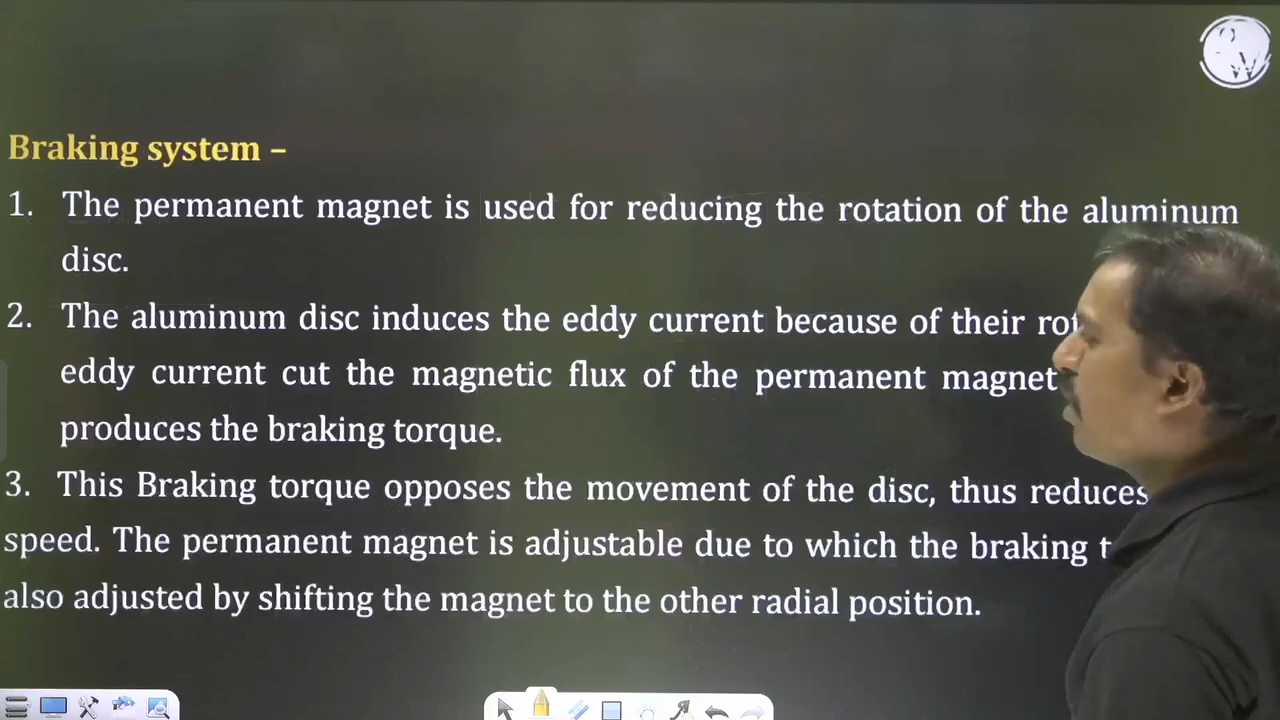 Braking system –
1. The permanent magnet is used for reducing the rotation of the aluminum
disc.
2. The aluminum disc induces the eddy current because of their
eddy current cut the magnetic flux of the permanent magnet
produces the braking torque.
3. This Braking torque opposes the movement of the disc, thus reduces
speed. The permanent magnet is adjustable due to which the braking
also adjusted by shifting the magnet to the other radial position.